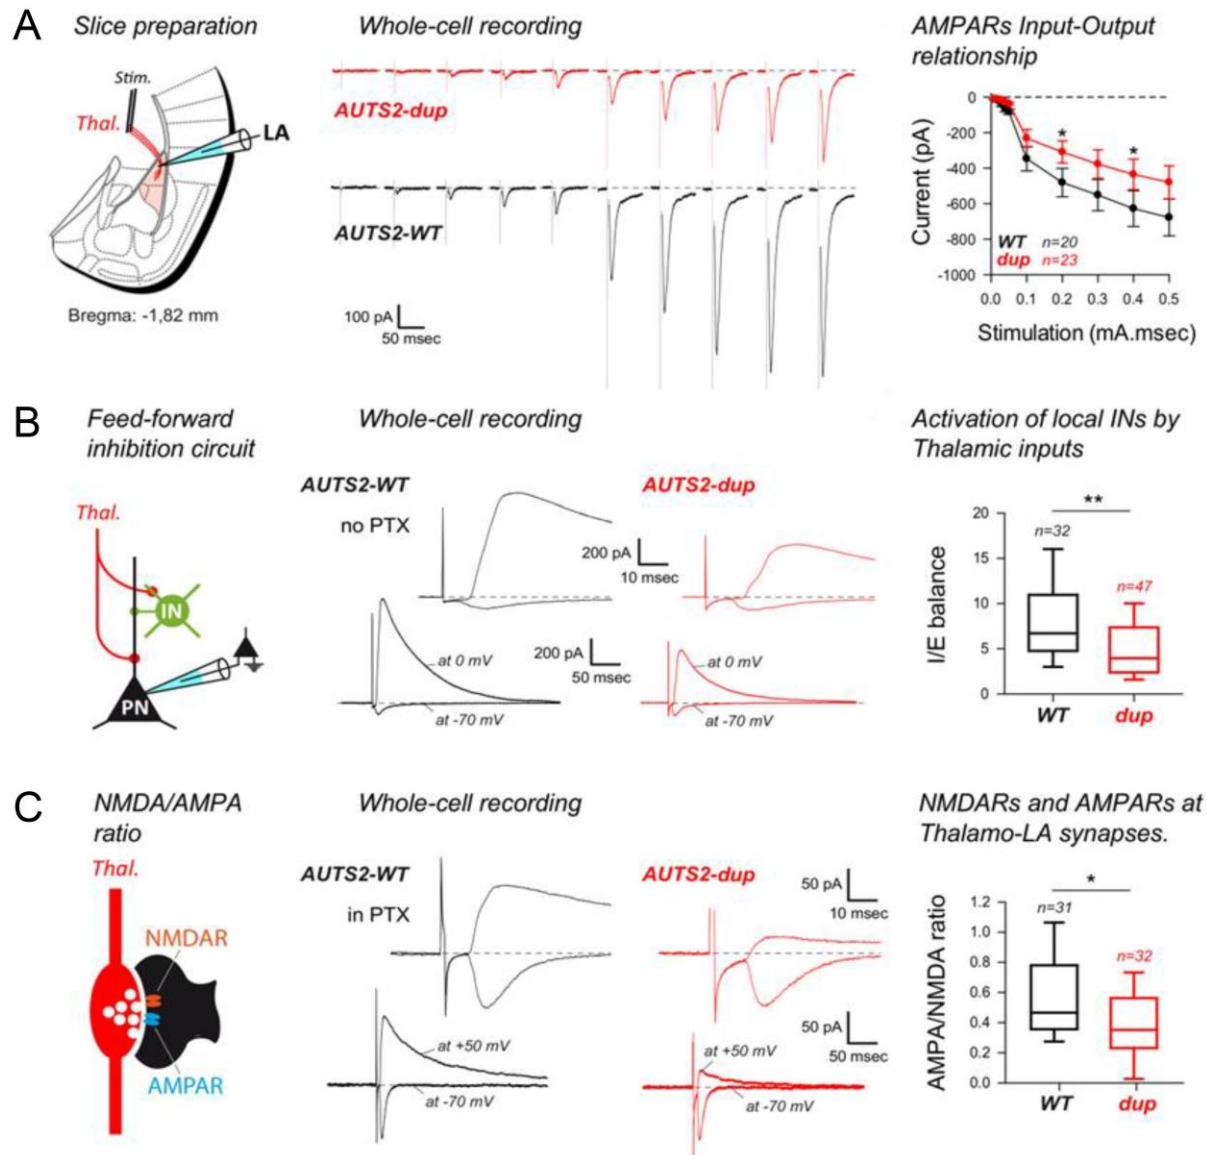 A
Slice preparation
Stim.
Thal.
LA
Bregma: -1,82 mm
Whole-cell recording
AUTS2-dup
AUTS2-WT
100 pA
50 msec
AMPARs Input-Output
relationship
Current (pA)
0
-200
-400
-600
-800
-1000
*
*
WT n=20
dup n=23
0.0 0.1 0.2 0.3 0.4 0.5
Stimulation (mA.msec)
B
Feed-forward
inhibition circuit
Thal.
IN
PN
Whole-cell recording
AUTS2-WT
no PTX
200 pA
10 msec
AUTS2-dup
200 pA
50 msec
at 0 mV
at -70 mV
at 0 mV
at -70 mV
Activation of local INs by
Thalamic inputs
I/E balance
20
15
10
5
0
**
n=32
n=47
WT dup
C
NMDA/AMPA
ratio
Thal.
NMDAR
AMPAR
Whole-cell recording
AUTS2-WT
in PTX
AUTS2-dup
50 pA
10 msec
50 pA
50 msec
at +50 mV
at -70 mV
at +50 mV
at -70 mV
NMDARs and AMPARs at
Thalamo-LA synapses.
AMPA/NMDA ratio
1.2
1.0
0.8
0.6
0.4
0.2
0.0
*
n=31
n=32
WT dup